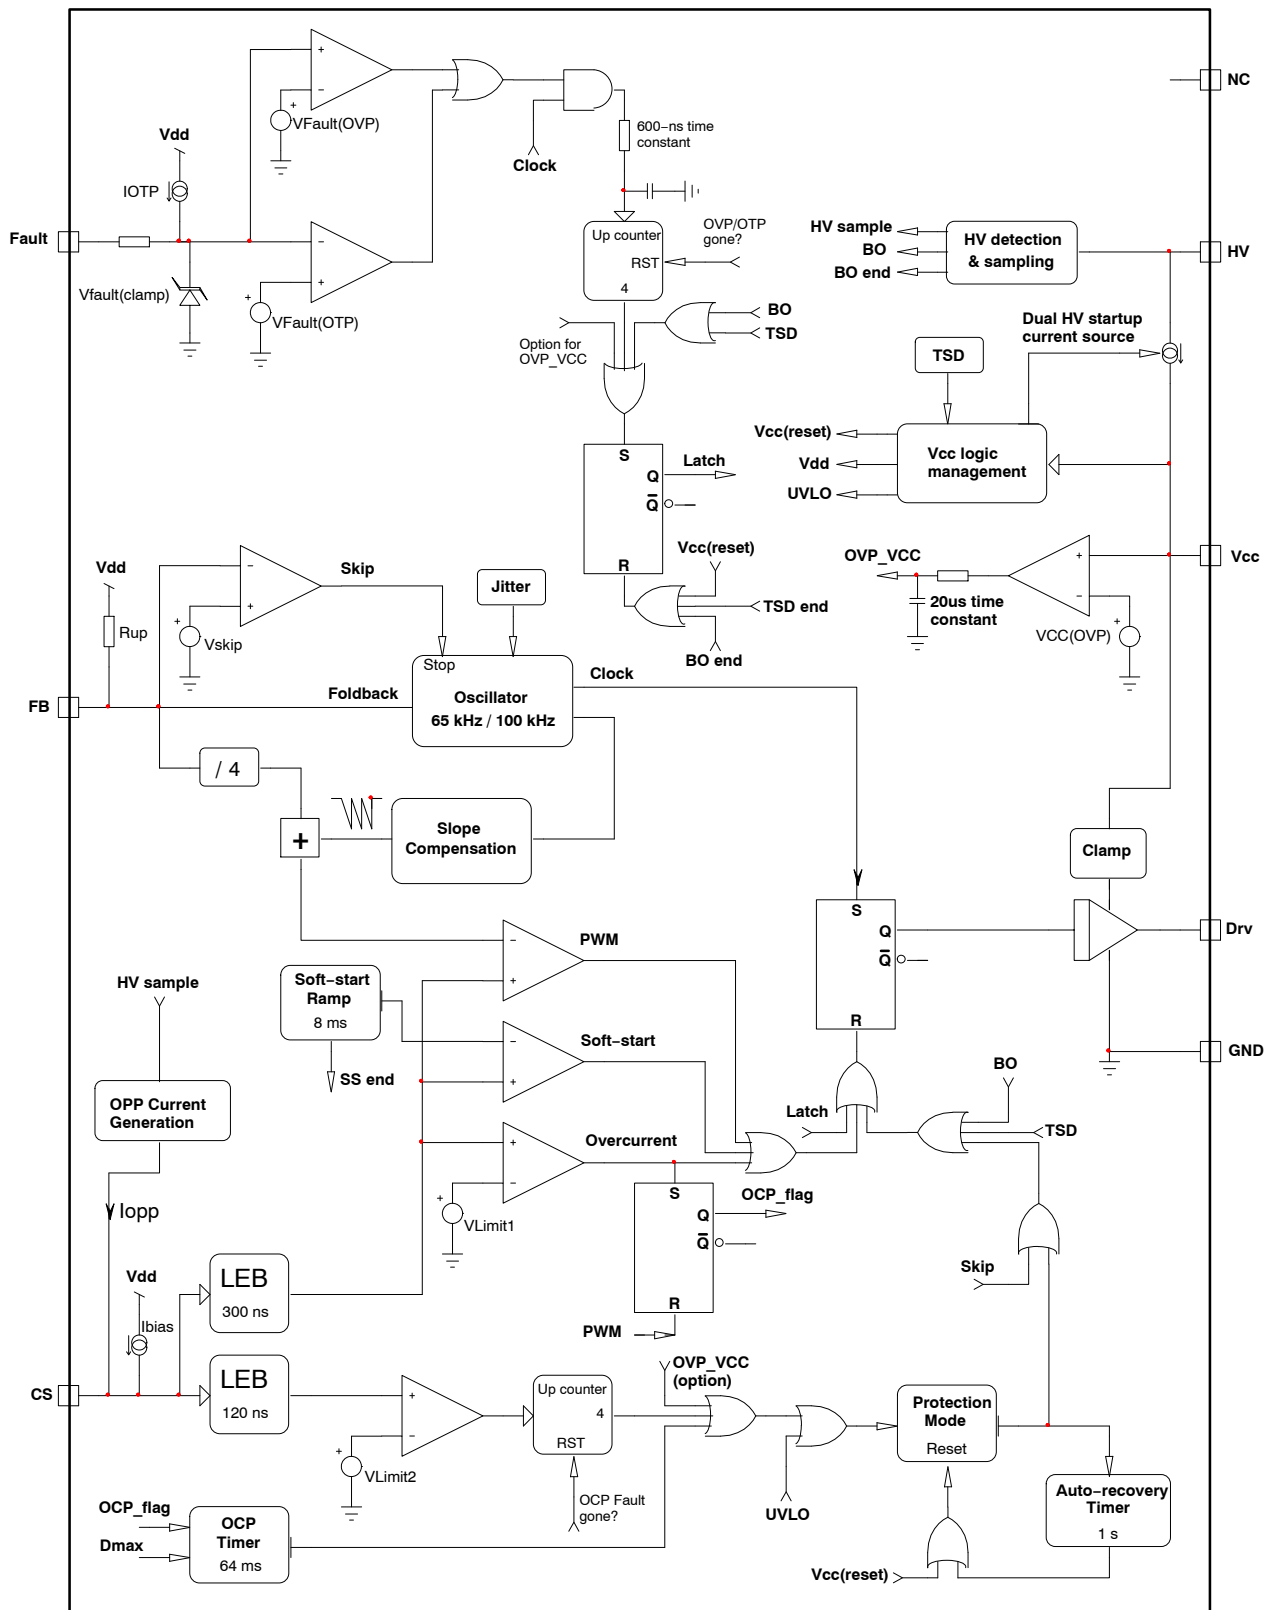 NC
+
−
+
VFault(OVP)
Vdd
IOTP
Clock
600−ns time
constant
Fault
Vfault(clamp)
−
+
+
VFault(OTP)
Up counter
RST
4
OVP/OTP
gone?
HV sample
BO
BO end
HV detection
& sampling
HV
Option for
OVP_VCC
BO
TSD
Dual HV startup
current source
TSD
S
Q
Q
R
Latch
Vcc(reset)
Vdd
UVLO
Vcc logic
management
Vcc(reset)
TSD end
BO end
OVP_VCC
20us time
constant
+
−
+
VCC(OVP)
Vcc
Vdd
Rup
−
+
+
Vskip
Skip
Jitter
Stop
Oscillator
65 kHz / 100 kHz
Clock
FB
Foldback
/ 4
+
Slope
Compensation
Clamp
S
Q
Q
R
Drv
GND
−
+
PWM
HV sample
Soft−start
Ramp
8 ms
SS end
−
+
Soft−start
OPP Current
Generation
+
−
+
VLimit1
Overcurrent
Latch
BO
TSD
Iopp
S
Q
Q
R
OCP_flag
PWM
Skip
Vdd
Ibias
LEB
300 ns
CS
LEB
120 ns
+
−
+
VLimit2
Up counter
4
RST
OCP Fault
gone?
OVP_VCC
(option)
UVLO
Protection
Mode
Reset
Auto−recovery
Timer
1 s
OCP_flag
Dmax
OCP
Timer
64 ms
Vcc(reset)